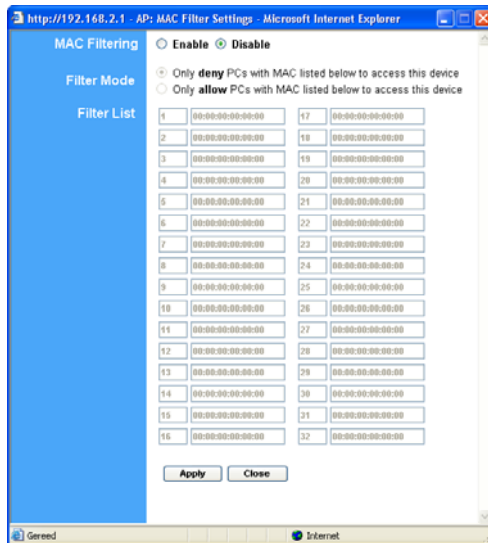 http://192.168.2.1 - AP: MAC Filter Settings - Microsoft Internet Explorer
MAC Filtering Enable Disable
Filter Mode Only deny PCs with MAC listed below to access this device
Only allow PCs with MAC listed below to access this device
Filter List
1 00:00:00:00:00:00 17 00:00:00:00:00:00
2 00:00:00:00:00:00 18 00:00:00:00:00:00
3 00:00:00:00:00:00 19 00:00:00:00:00:00
4 00:00:00:00:00:00 20 00:00:00:00:00:00
5 00:00:00:00:00:00 21 00:00:00:00:00:00
6 00:00:00:00:00:00 22 00:00:00:00:00:00
7 00:00:00:00:00:00 23 00:00:00:00:00:00
8 00:00:00:00:00:00 24 00:00:00:00:00:00
9 00:00:00:00:00:00 25 00:00:00:00:00:00
10 00:00:00:00:00:00 26 00:00:00:00:00:00
11 00:00:00:00:00:00 27 00:00:00:00:00:00
12 00:00:00:00:00:00 28 00:00:00:00:00:00
13 00:00:00:00:00:00 29 00:00:00:00:00:00
14 00:00:00:00:00:00 30 00:00:00:00:00:00
15 00:00:00:00:00:00 31 00:00:00:00:00:00
16 00:00:00:00:00:00 32 00:00:00:00:00:00
Apply Close
Gereed Internet